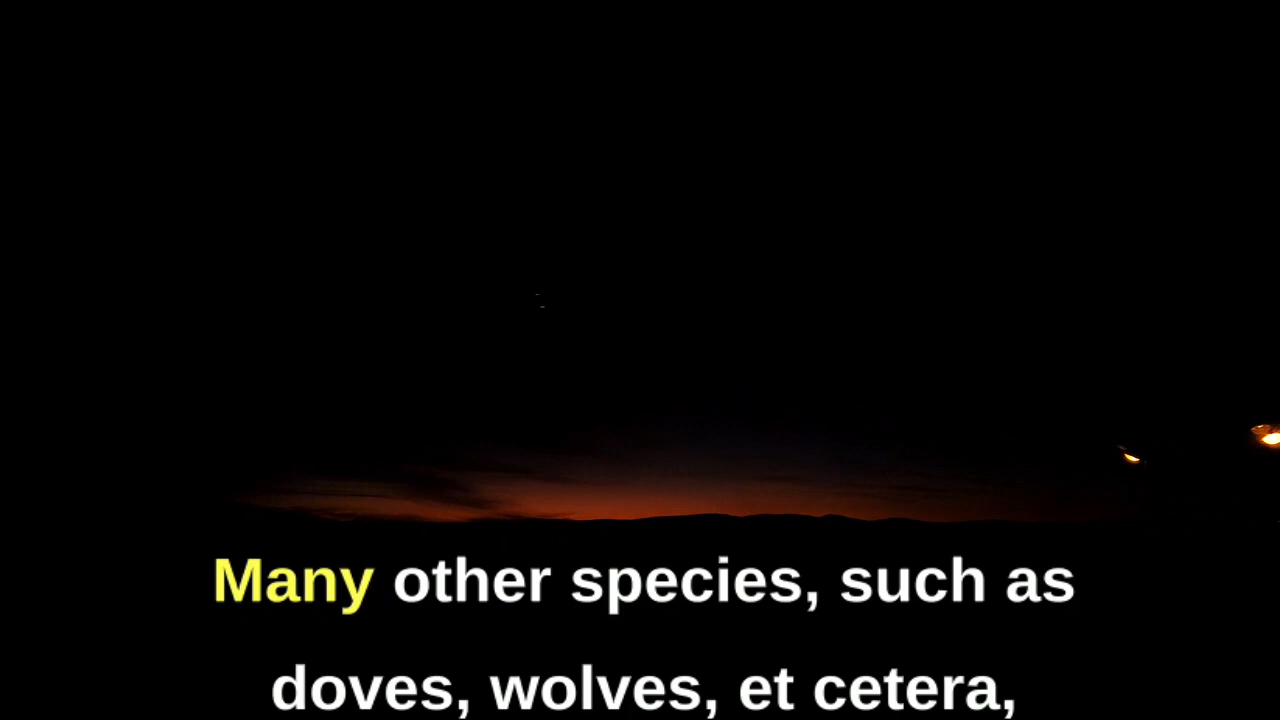 Many other species, such as
doves, wolves, et cetera,